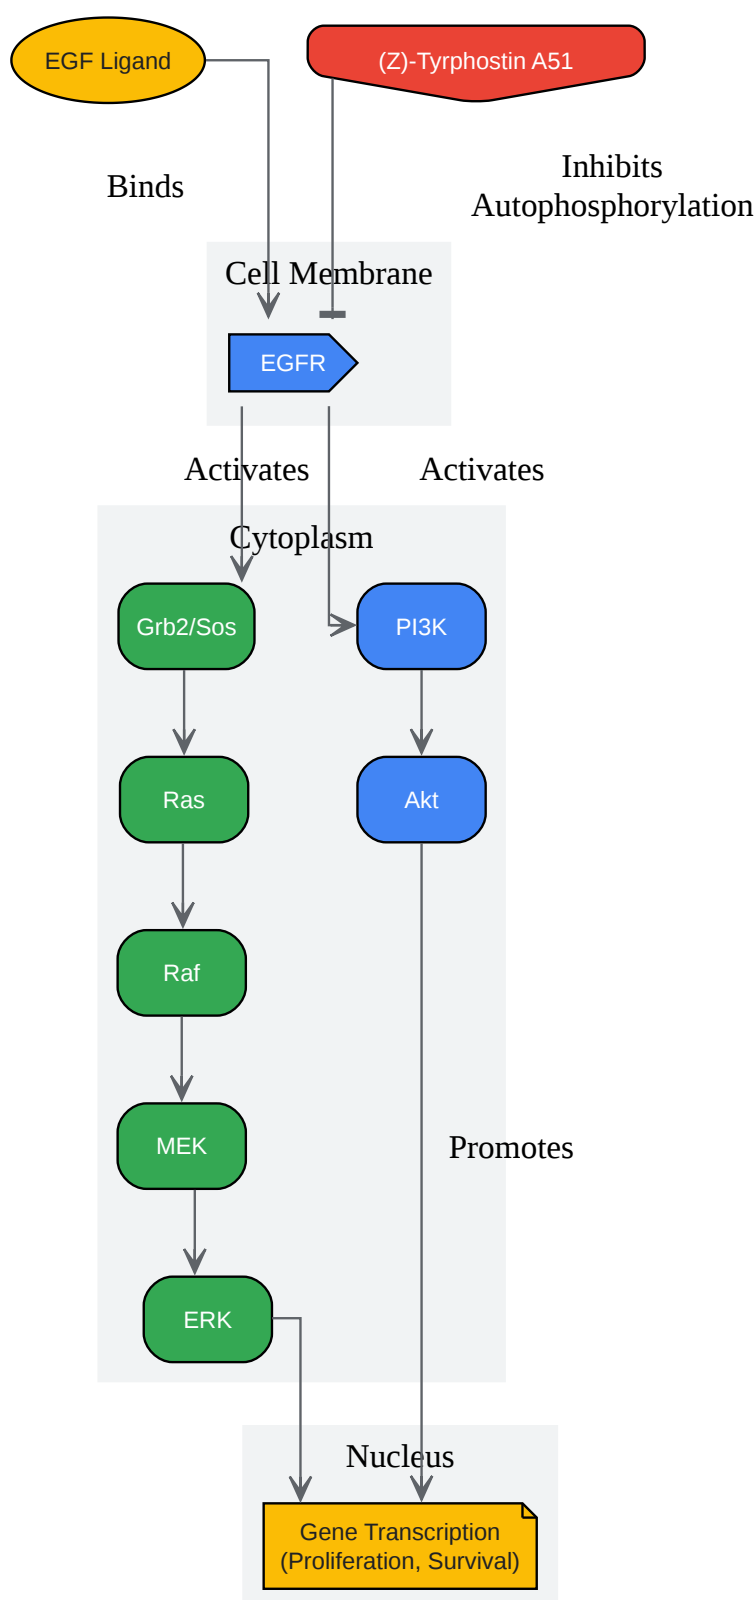 EGF Ligand
(Z)-Tyrphostin A51
Binds
Inhibits
Autophosphorylation
Cell Membrane
EGFR
Activates
Activates
Cytoplasm
Grb2/Sos
PI3K
Ras
Akt
Raf
MEK
Promotes
ERK
Nucleus
Gene Transcription
(Proliferation, Survival)